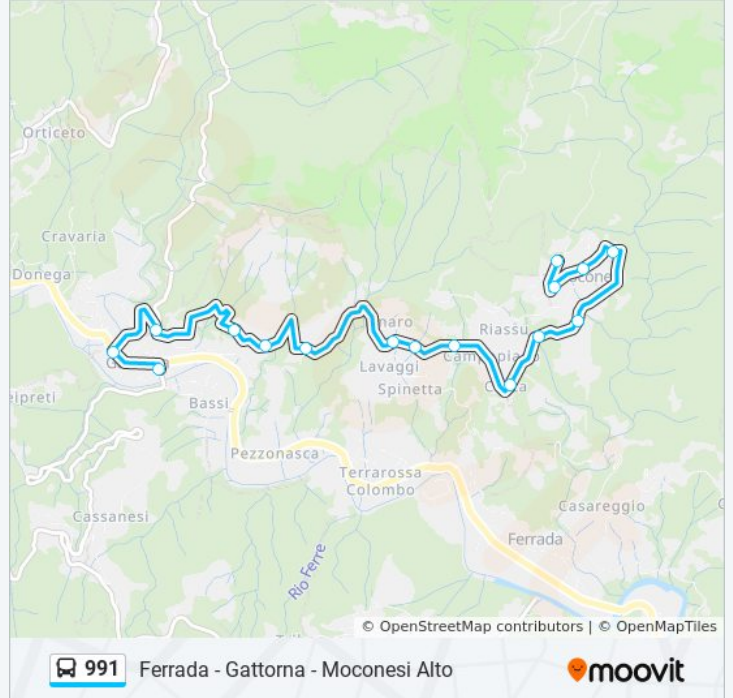 Orticeto
Cravaria
Donega
Riassu
Lavaggi
Spinetta
Bassi
Pezzonasca
Terrarossa
Colombo
Casareggio
Cassanesi
Ferrada
Rio Ferre
© OpenStreetMap contributors | © OpenMapTiles
991 Ferrada - Gattorna - Moconesi Alto
moovit